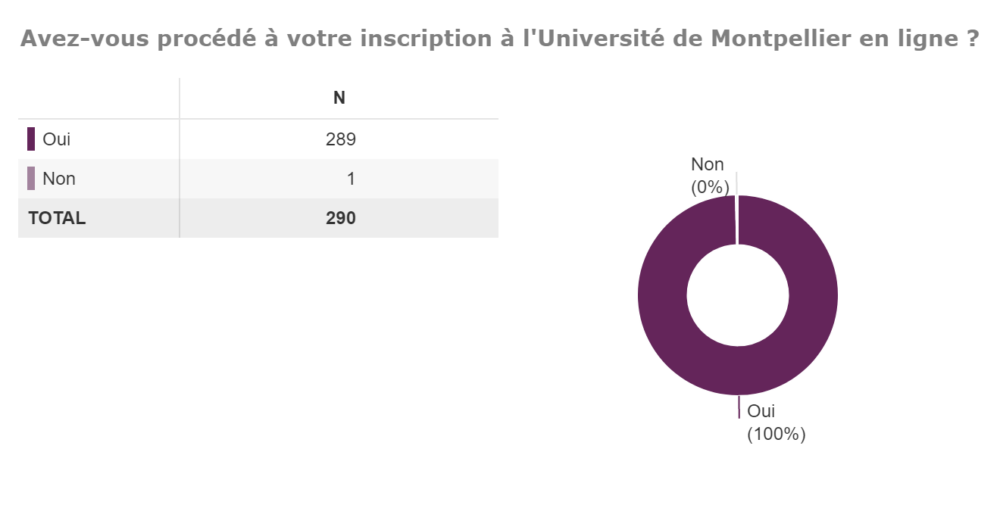 Avez-vous procédé à votre inscription à l'Université de Montpellier en ligne ?
N
Oui 289
Non 1
TOTAL 290
Non
(0%)
Oui
(100%)